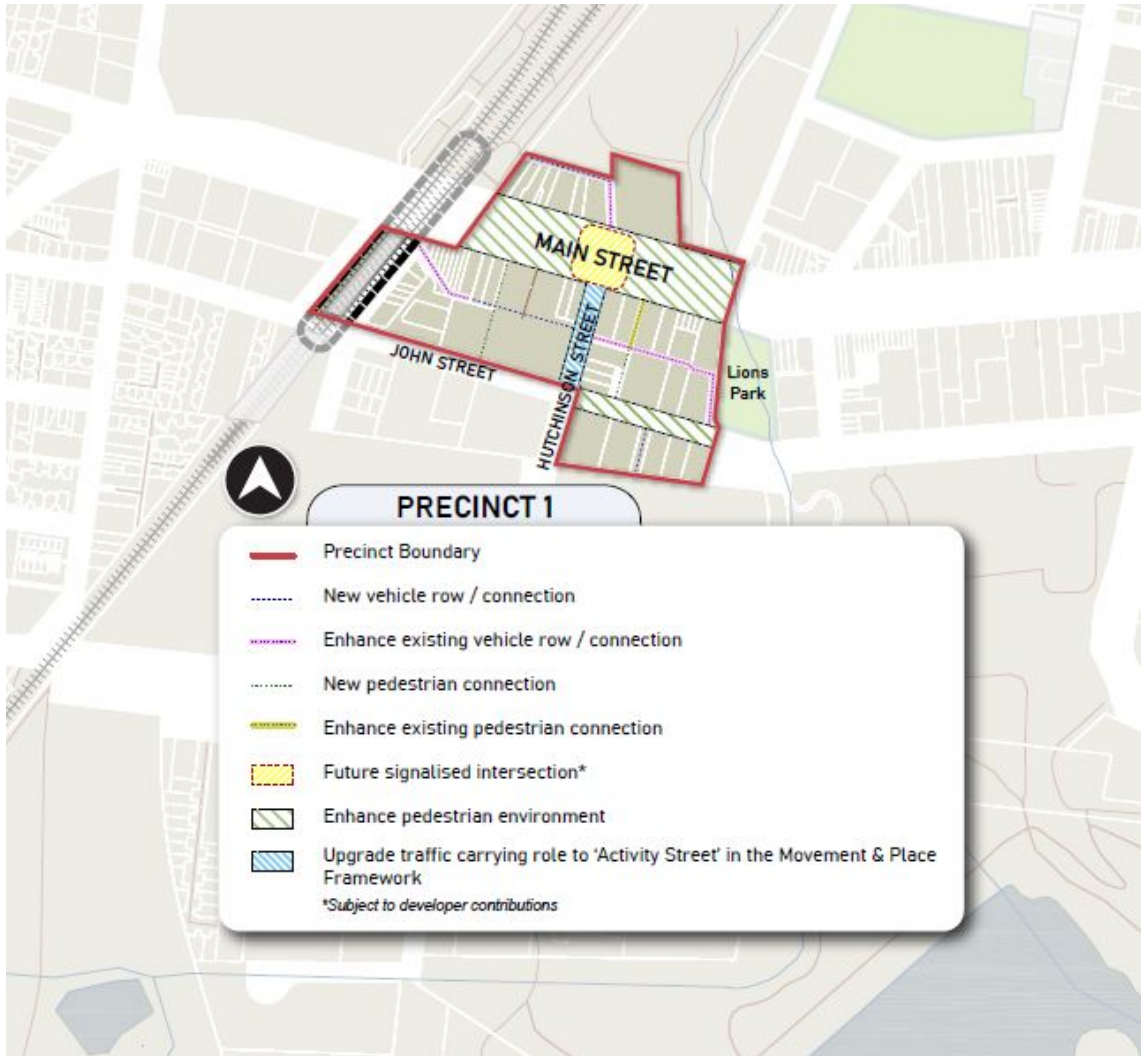 MAIN STREET
JOHN STREET
HUTCHINSON STREET
Lions
Park
PRECINCT 1
Precinct Boundary
New vehicle row / connection
Enhance existing vehicle row / connection
New pedestrian connection
Enhance existing pedestrian connection
Future signalised intersection*
Enhance pedestrian environment
Upgrade traffic carrying role to 'Activity Street' in the Movement & Place
Framework
*Subject to developer contributions